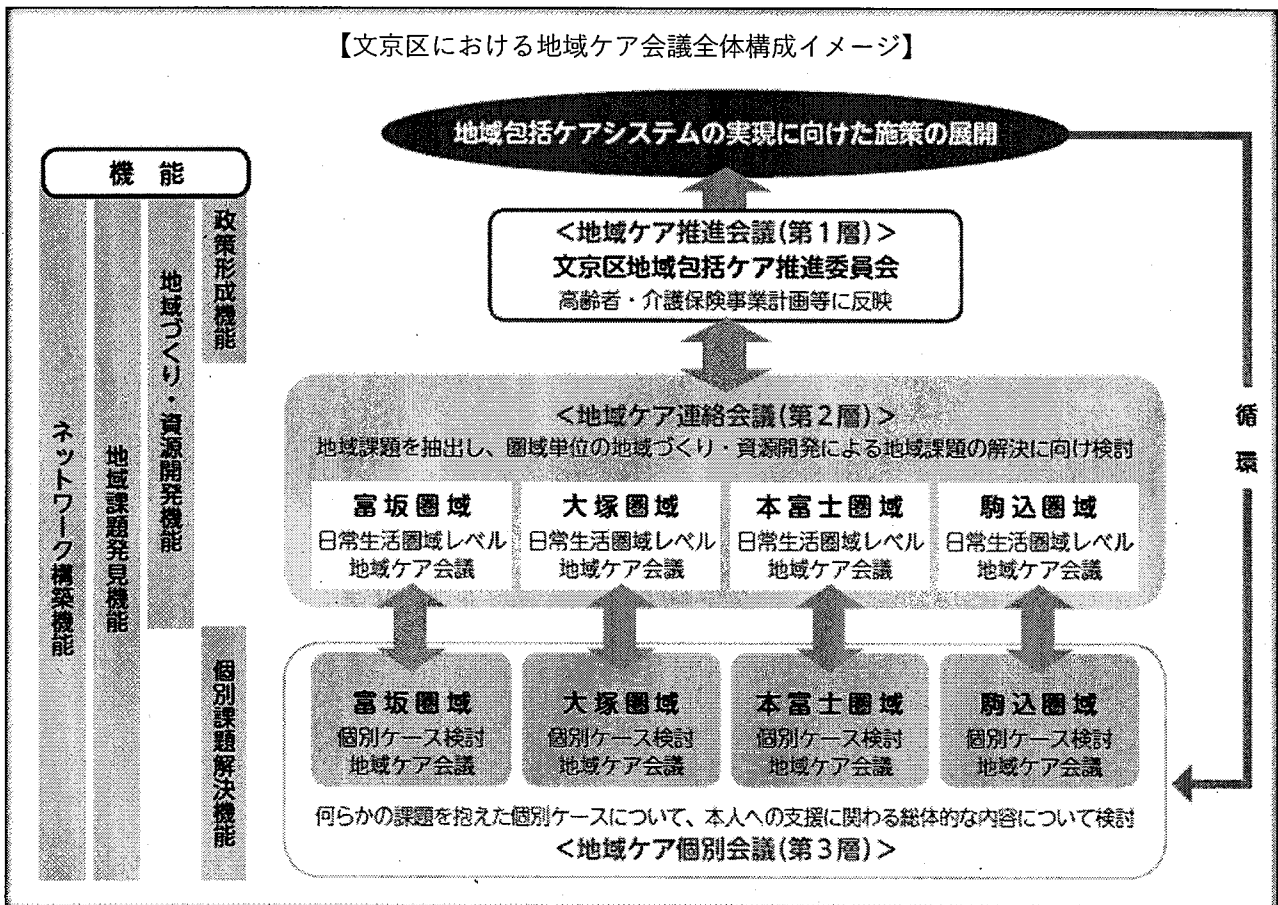 【文京区における地域ケア会議全体構成イメージ】
地域包括ケアシステムの実現に向けた施策の展開
機能
政策形成機能
地域づくり・資源開発機能
地域課題発見機能
ネットワーク構築機能
個別課題解決機能
<地域ケア推進会議(第1層)>
文京区地域包括ケア推進委員会
高齢者・介護保険事業計画等に反映
循環
<地域ケア連絡会議(第2層)>
地域課題を抽出し、圏域単位の地域づくり・資源開発による地域課題の解決に向け検討
富坂圏域
日常生活圏域レベル
地域ケア会議
大塚圏域
日常生活圏域レベル
地域ケア会議
本富士圏域
日常生活圏域レベル
地域ケア会議
駒込圏域
日常生活圏域レベル
地域ケア会議
富坂圏域
個別ケース検討
地域ケア会議
大塚圏域
個別ケース検討
地域ケア会議
本富士圏域
個別ケース検討
地域ケア会議
駒込圏域
個別ケース検討
地域ケア会議
何らかの課題を抱えた個別ケースについて、本人への支援に関わる総体的な内容について検討
<地域ケア個別会議(第3層)>